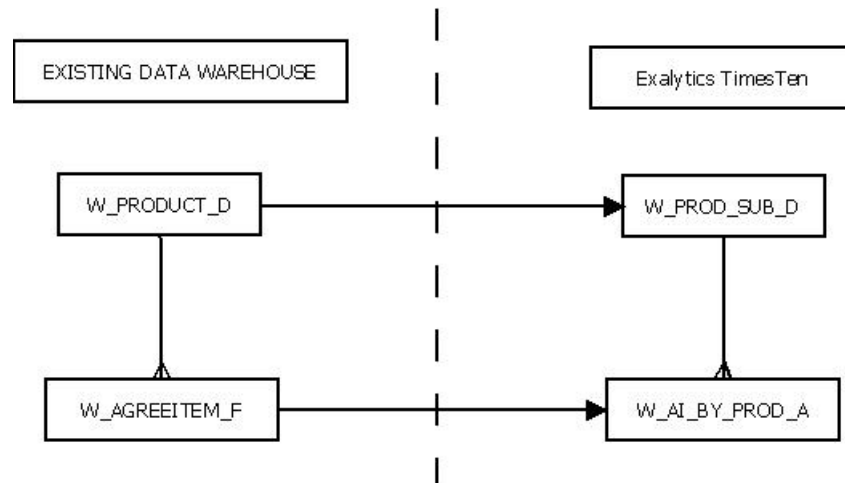 EXISTING DATA WAREHOUSE
Exalytics TimesTen
W_PRODUCT_D
W_PROD_SUB_D
W_AGREEITEM_F
W_AI_BY_PROD_A